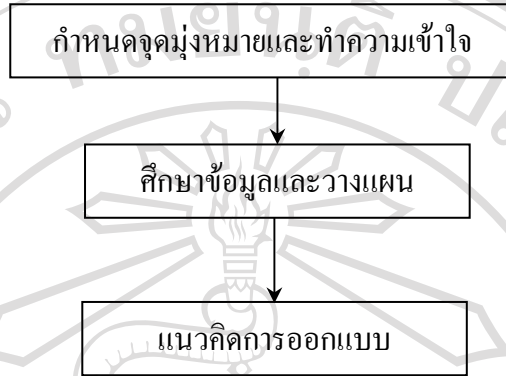 กำหนดจุดมุ่งหมายและทำความเข้าใจ
ศึกษาข้อมูลและวางแผน
แนวคิดการออกแบบ